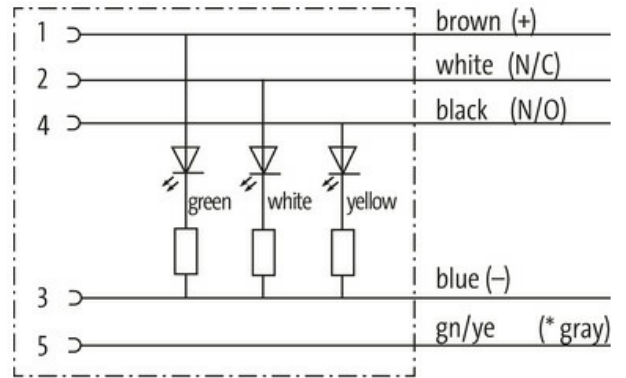 1 brown (+)
2 white (N/C)
4 black (N/O)
green white yellow
3 blue (–)
5 gn/ye (* gray)